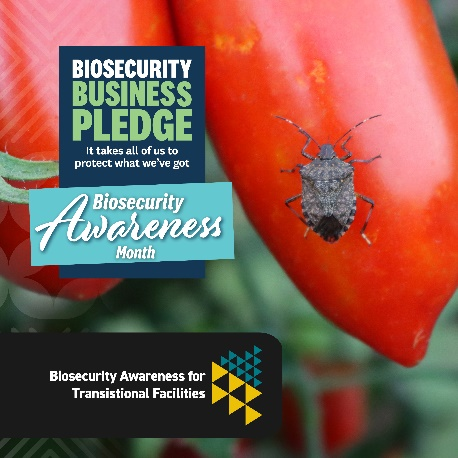 BIOSECURITY
BUSINESS
PLEDGE
It takes all of us to
protect what we've got
Biosecurity
Awareness
Month
Biosecurity Awareness for
Transistional Facilities